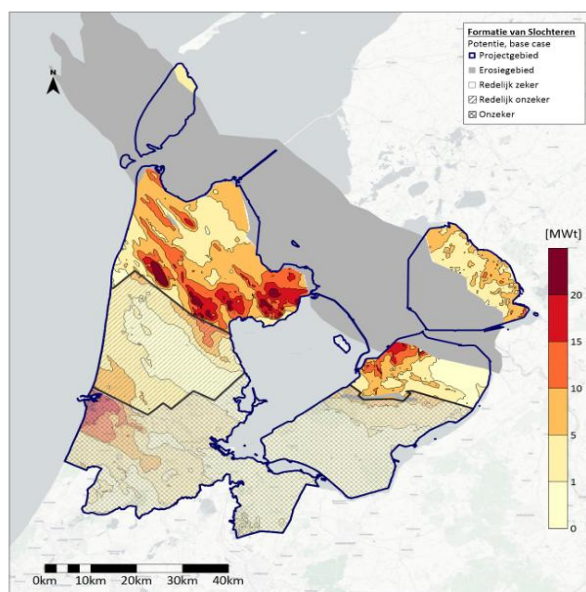 Formatie van Slochteren
Potentie, base case
Projectgebied
Erosiegebied
Redelijk zeker
Redelijk onzeker
Onzeker
N
[MWt]
20
15
10
5
1
0
0km 10km 20km 30km 40km